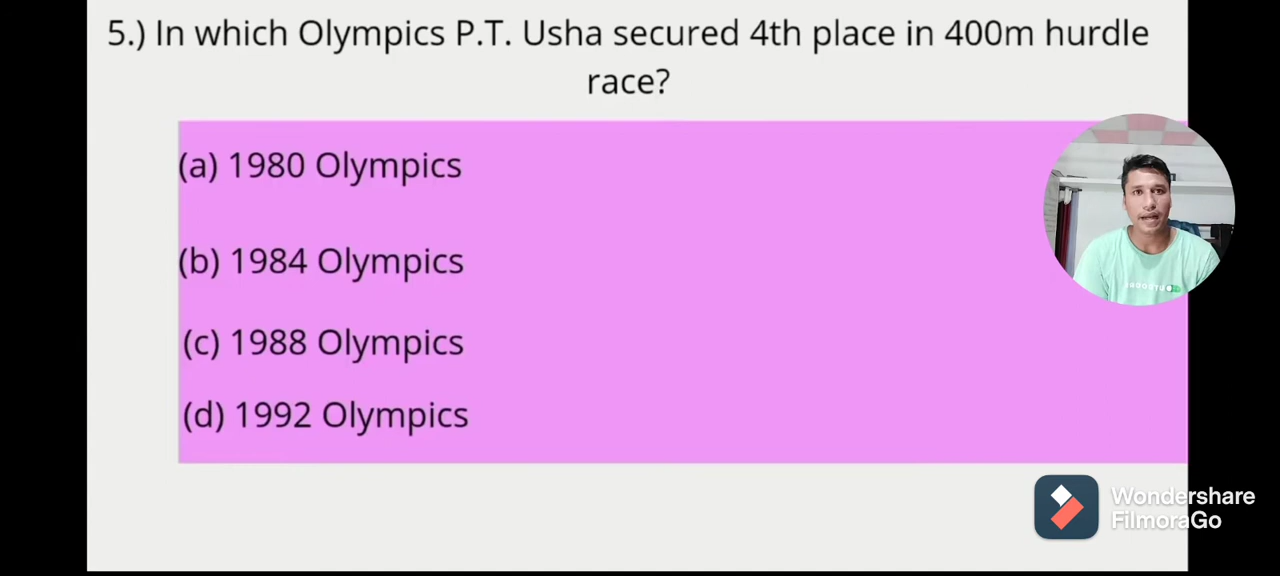 5.) In which Olympics P.T. Usha secured 4th place in 400m hurdle
race?
(a) 1980 Olympics
(b) 1984 Olympics
(c) 1988 Olympics
(d) 1992 Olympics
Wondershare
FilmoraGo